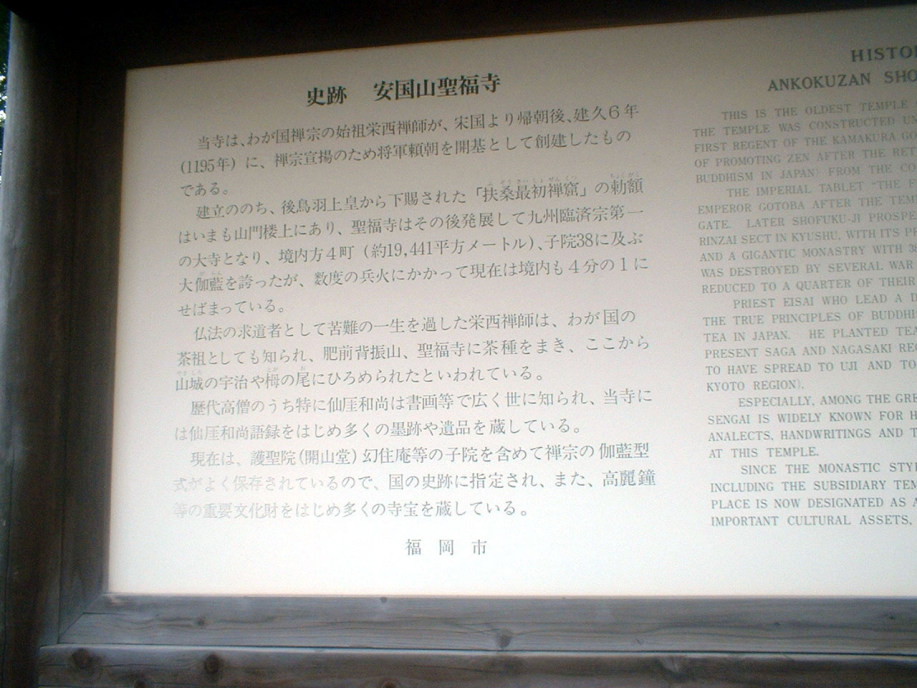 史跡 安国山聖福寺
当寺は、わが国禅宗の始祖栄西禅師が、宋国より帰朝後、建久6年
(1195年)に、禅宗宣揚のため将軍頼朝を開基として創建したもの
である。
建立ののち、後鳥羽上皇から下賜された「扶桑最初禅窟」の勅額
はいまも山門楼上にあり、聖福寺はその後発展して九州臨済宗第一
の大寺となり、境内方4町(約19,441平方メートル)、子院38に及ぶ
大伽藍を誇ったが、数度の兵火にかかって現在は境内も4分の1に
せばまっている。
仏法の求道者として苦難の一生を過した栄西禅師は、わが国の
茶祖としても知られ、肥前背振山、聖福寺に茶種をまき、ここから
山城の宇治や栂の尾にひろめられたといわれている。
歴代高僧のうち特に仙厓和尚は書画等で広く世に知られ、当寺に
は仙厓和尚語録をはじめ多くの墨跡や遺品を蔵している。
現在は、護聖院(開山堂)幻住庵等の子院を含めて禅宗の伽藍型
式がよく保存されているので、国の史跡に指定され、また、高麗鐘
等の重要文化財をはじめ多くの寺宝を蔵している。
福岡市
HISTO
ANKOKUZAN SHO
THIS IS THE OLDEST TEMPLE
THE TEMPLE WAS CONSTRUCTED UN
FIRST REGENT OF THE KAMAKURA GO
OF PROMOTING ZEN AFTER THE RET
BUDDHISM IN JAPAN) FROM THE CO
THE IMPERIAL TABLET "THE F
EMPEROR GOTOBA AFTER THE TEM
GATE. LATER SHOFUKU-JI PROSPE
RINZAI SECT IN KYUSHU, WITH ITS PR
AND A GIGANTIC MONASTRY WITH 3
WAS DESTROYED BY SEVERAL WAR
REDUCED TO A QUARTER OF THEIR
PRIEST EISAI WHO LEAD A D
THE TRUE PRINCIPLES OF BUDDHI
TEA IN JAPAN. HE PLANTED TEA
PRESENT SAGA AND NAGASAKI REG
TO HAVE SPREAD TO UJI AND TO
KYOTO REGION).
ESPECIALLY, AMONG THE GRE
SENGAI IS WIDELY KNOWN FOR H
ANALECTS, HANDWRITINGS AND T
AT THIS TEMPLE.
SINCE THE MONASTIC STYL
INCLUDING THE SUBSIDIARY TEM
PLACE IS NOW DESIGNATED AS A
IMPORTANT CULTURAL ASSETS,